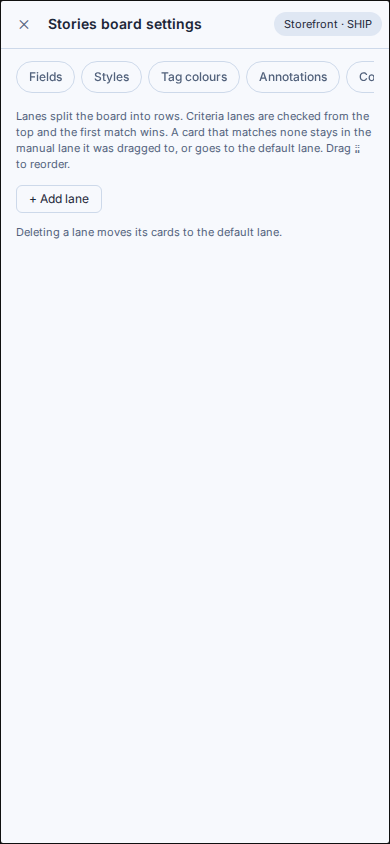 Stories board settings
Storefront · SHIP
Fields
Styles
Tag colours
Annotations
Co
Lanes split the board into rows. Criteria lanes are checked from the
top and the first match wins. A card that matches none stays in the
manual lane it was dragged to, or goes to the default lane. Drag ⠿
to reorder.
+ Add lane
Deleting a lane moves its cards to the default lane.